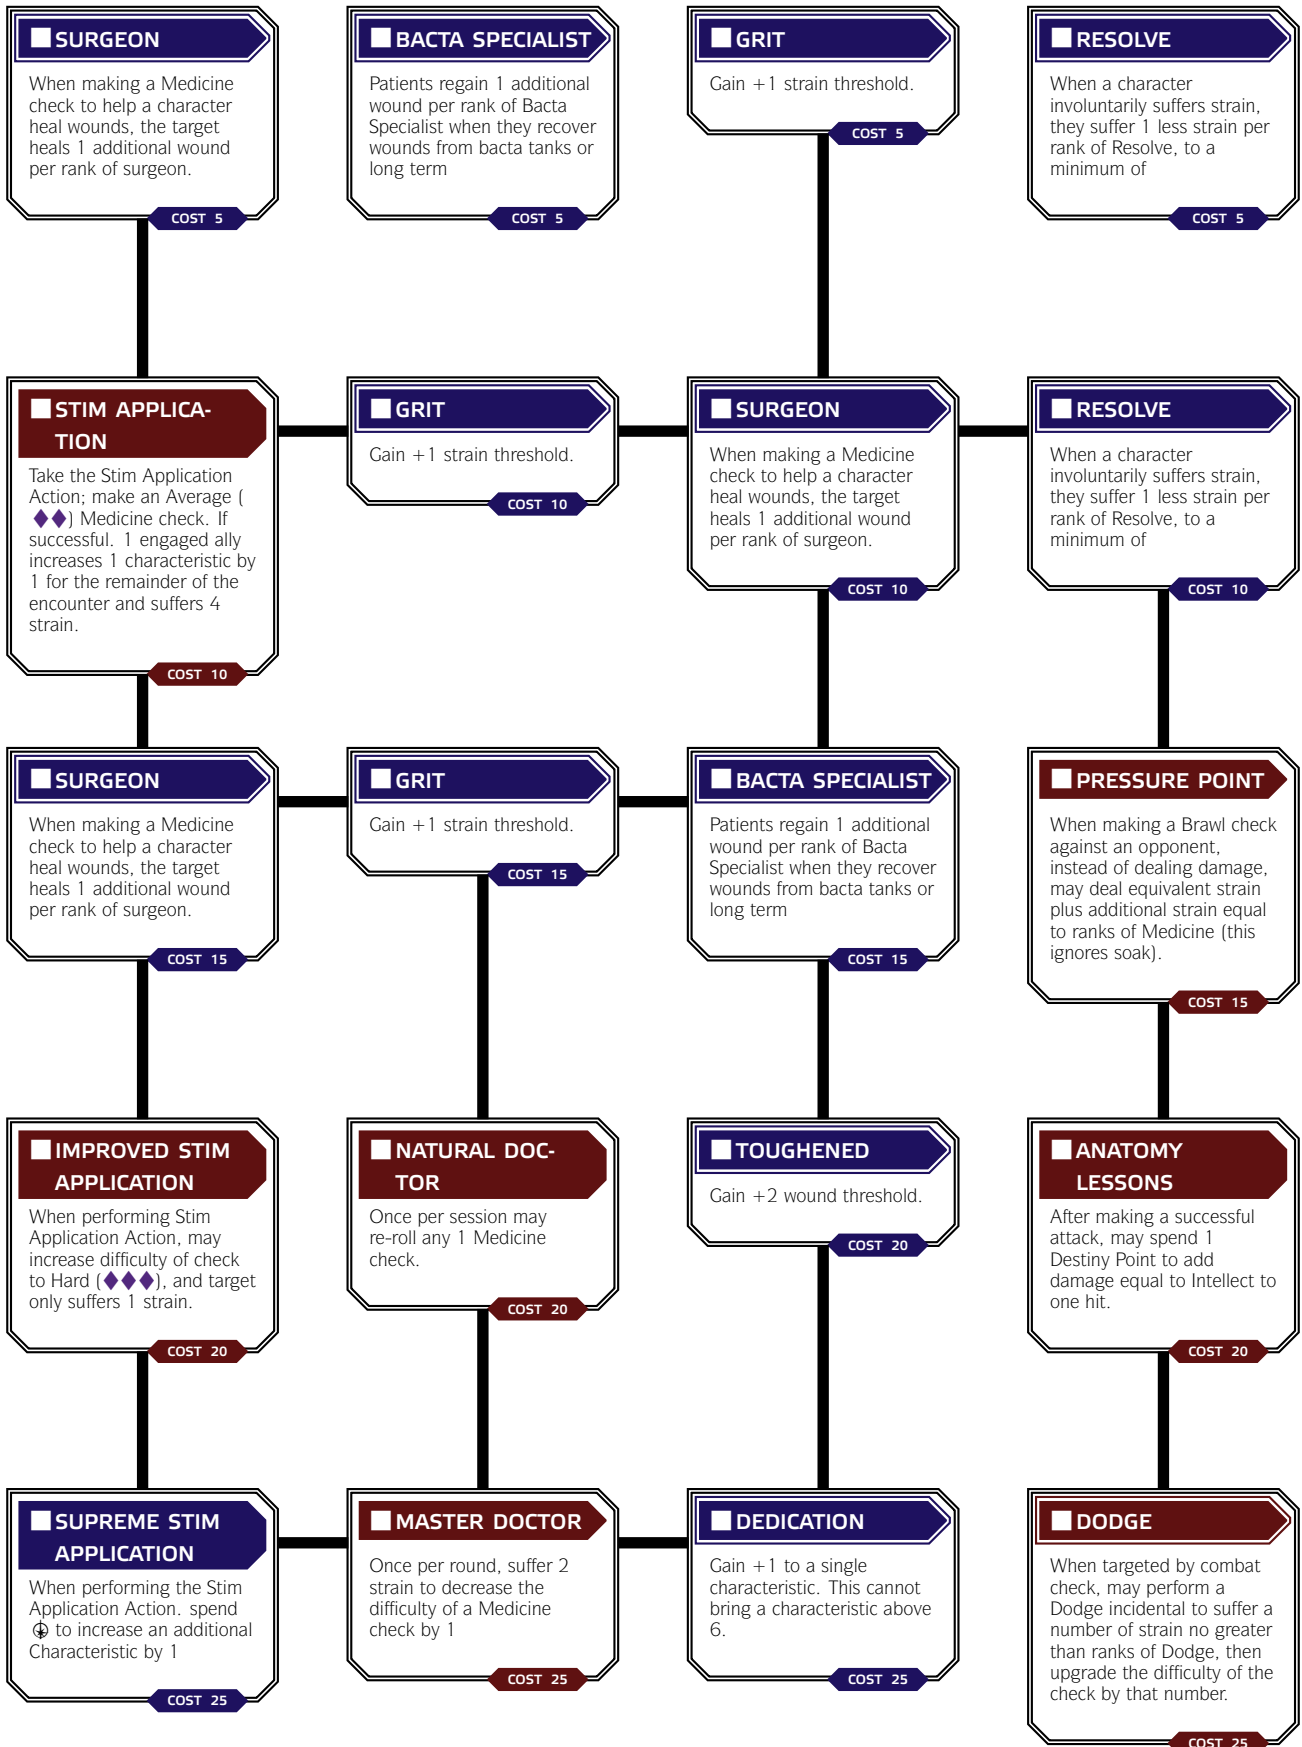 SURGEON
When making a Medicine
check to help a character
heal wounds, the target
heals 1 additional wound
per rank of surgeon.
COST 5
BACTA SPECIALIST
Patients regain 1 additional
wound per rank of Bacta
Specialist when they recover
wounds from bacta tanks or
long term
COST 5
GRIT
Gain +1 strain threshold.
COST 5
RESOLVE
When a character
involuntarily suffers strain,
they suffer 1 less strain per
rank of Resolve, to a
minimum of
COST 5
STIM APPLICA-
TION
Take the Stim Application
Action; make an Average (
♦♦) Medicine check. If
successful. 1 engaged ally
increases 1 characteristic by
1 for the remainder of the
encounter and suffers 4
strain.
COST 10
GRIT
Gain +1 strain threshold.
COST 10
SURGEON
When making a Medicine
check to help a character
heal wounds, the target
heals 1 additional wound
per rank of surgeon.
COST 10
RESOLVE
When a character
involuntarily suffers strain,
they suffer 1 less strain per
rank of Resolve, to a
minimum of
COST 10
SURGEON
When making a Medicine
check to help a character
heal wounds, the target
heals 1 additional wound
per rank of surgeon.
COST 15
GRIT
Gain +1 strain threshold.
COST 15
BACTA SPECIALIST
Patients regain 1 additional
wound per rank of Bacta
Specialist when they recover
wounds from bacta tanks or
long term
COST 15
PRESSURE POINT
When making a Brawl check
against an opponent,
instead of dealing damage,
may deal equivalent strain
plus additional strain equal
to ranks of Medicine (this
ignores soak).
COST 15
IMPROVED STIM
APPLICATION
When performing Stim
Application Action, may
increase difficulty of check
to Hard (♦♦♦), and target
only suffers 1 strain.
COST 20
NATURAL DOC-
TOR
Once per session may
re-roll any 1 Medicine
check.
COST 20
TOUGHENED
Gain +2 wound threshold.
COST 20
ANATOMY
LESSONS
After making a successful
attack, may spend 1
Destiny Point to add
damage equal to Intellect to
one hit.
COST 20
SUPREME STIM
APPLICATION
When performing the Stim
Application Action. spend
to increase an additional
Characteristic by 1
COST 25
MASTER DOCTOR
Once per round, suffer 2
strain to decrease the
difficulty of a Medicine
check by 1
COST 25
DEDICATION
Gain +1 to a single
characteristic. This cannot
bring a characteristic above
6.
COST 25
DODGE
When targeted by combat
check, may perform a
Dodge incidental to suffer a
number of strain no greater
than ranks of Dodge, then
upgrade the difficulty of the
check by that number.
COST 25